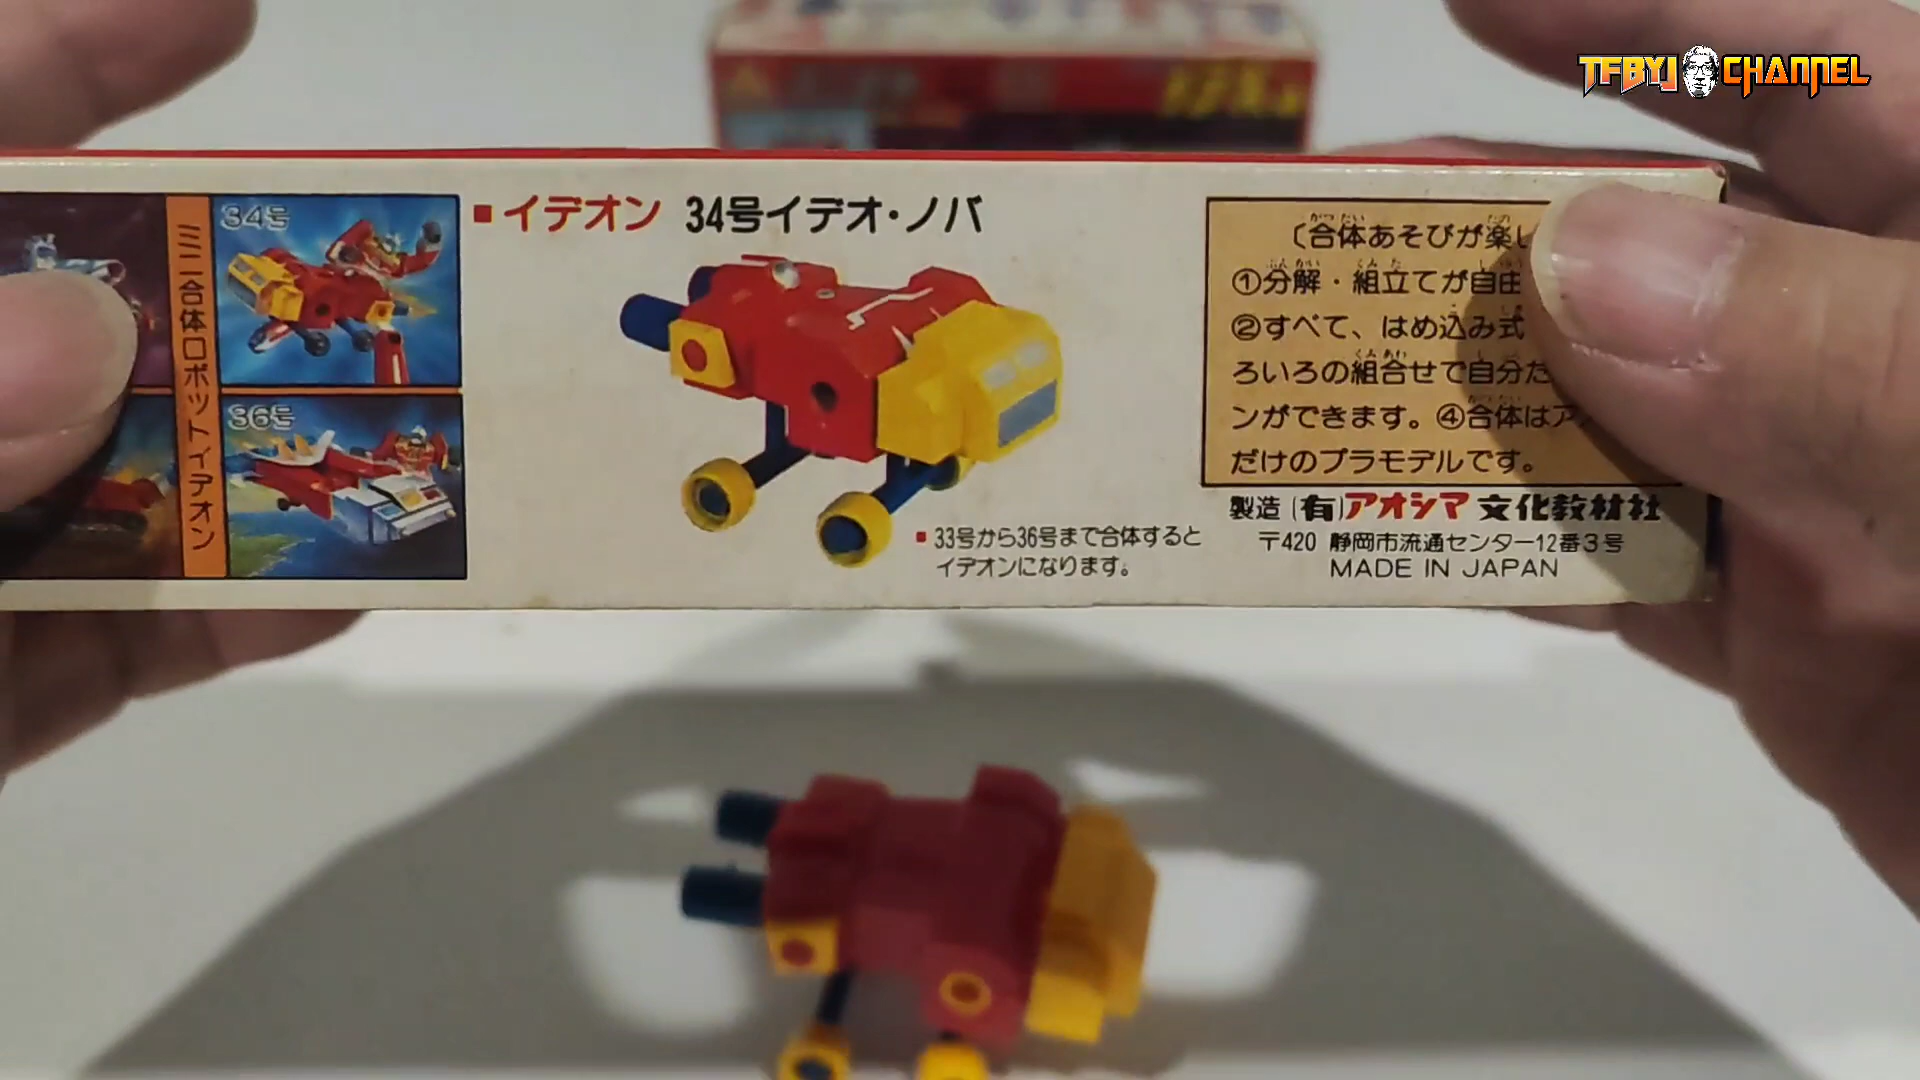 TFBYJ CHANNEL
ミニ合体ロボット イデオン
34号
36号
■イデオン 34号イデオ・ノバ
■33号から36号まで合体すると
イデオンになります。
(合体あそびが楽し
①分解・組立てが自由
②すべて、はめ込み式
ろいろの組合せで自分だ
ンができます。④合体はア
だけのプラモデルです。
製造(有)アオシマ文化教材社
〒420 静岡市流通センター12番3号
MADE IN JAPAN